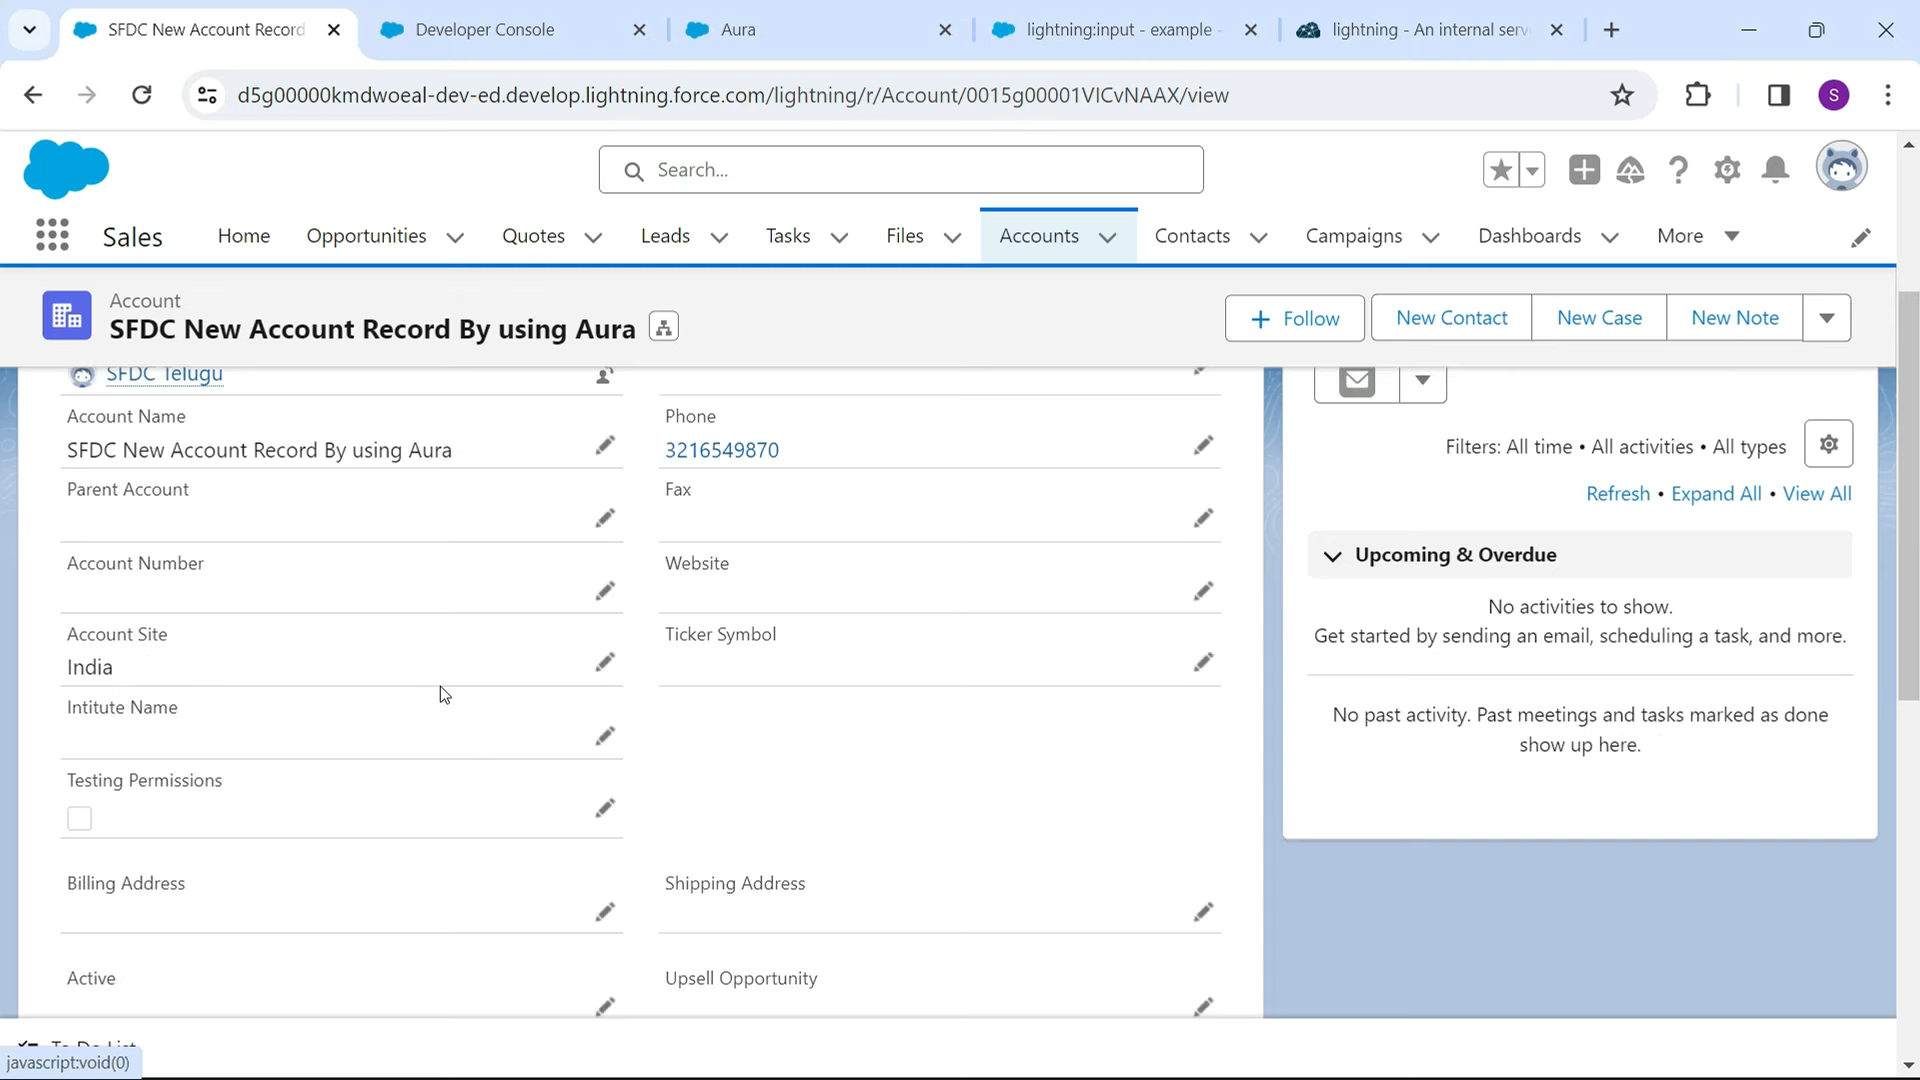 SFDC New Account Record
Developer Console
Aura
lightning:input - example -
lightning - An internal serv
d5g00000kmdwoeal-dev-ed.develop.lightning.force.com/lightning/r/Account/0015g00001VICvNAAX/view
S
Search...
Sales
Home
Opportunities
Quotes
Leads
Tasks
Files
Accounts
Contacts
Campaigns
Dashboards
More
Account
SFDC New Account Record By using Aura
Follow
New Contact
New Case
New Note
SFDC Telugu
Account Name
SFDC New Account Record By using Aura
Phone
3216549870
Parent Account
Fax
Account Number
Website
Account Site
India
Ticker Symbol
Intitute Name
Testing Permissions
Billing Address
Shipping Address
Active
Upsell Opportunity
Filters: All time • All activities • All types
Refresh • Expand All • View All
Upcoming & Overdue
No activities to show.
Get started by sending an email, scheduling a task, and more.
No past activity. Past meetings and tasks marked as done
show up here.
To Do List
javascript:void(0)